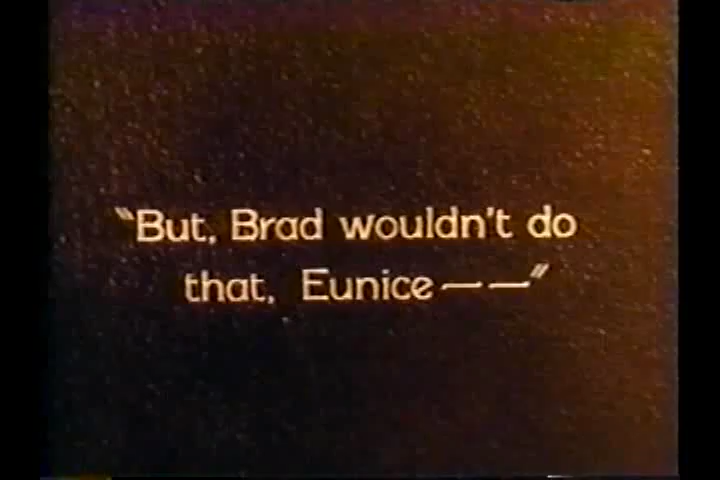 "But, Brad wouldn't do
that, Eunice — — "